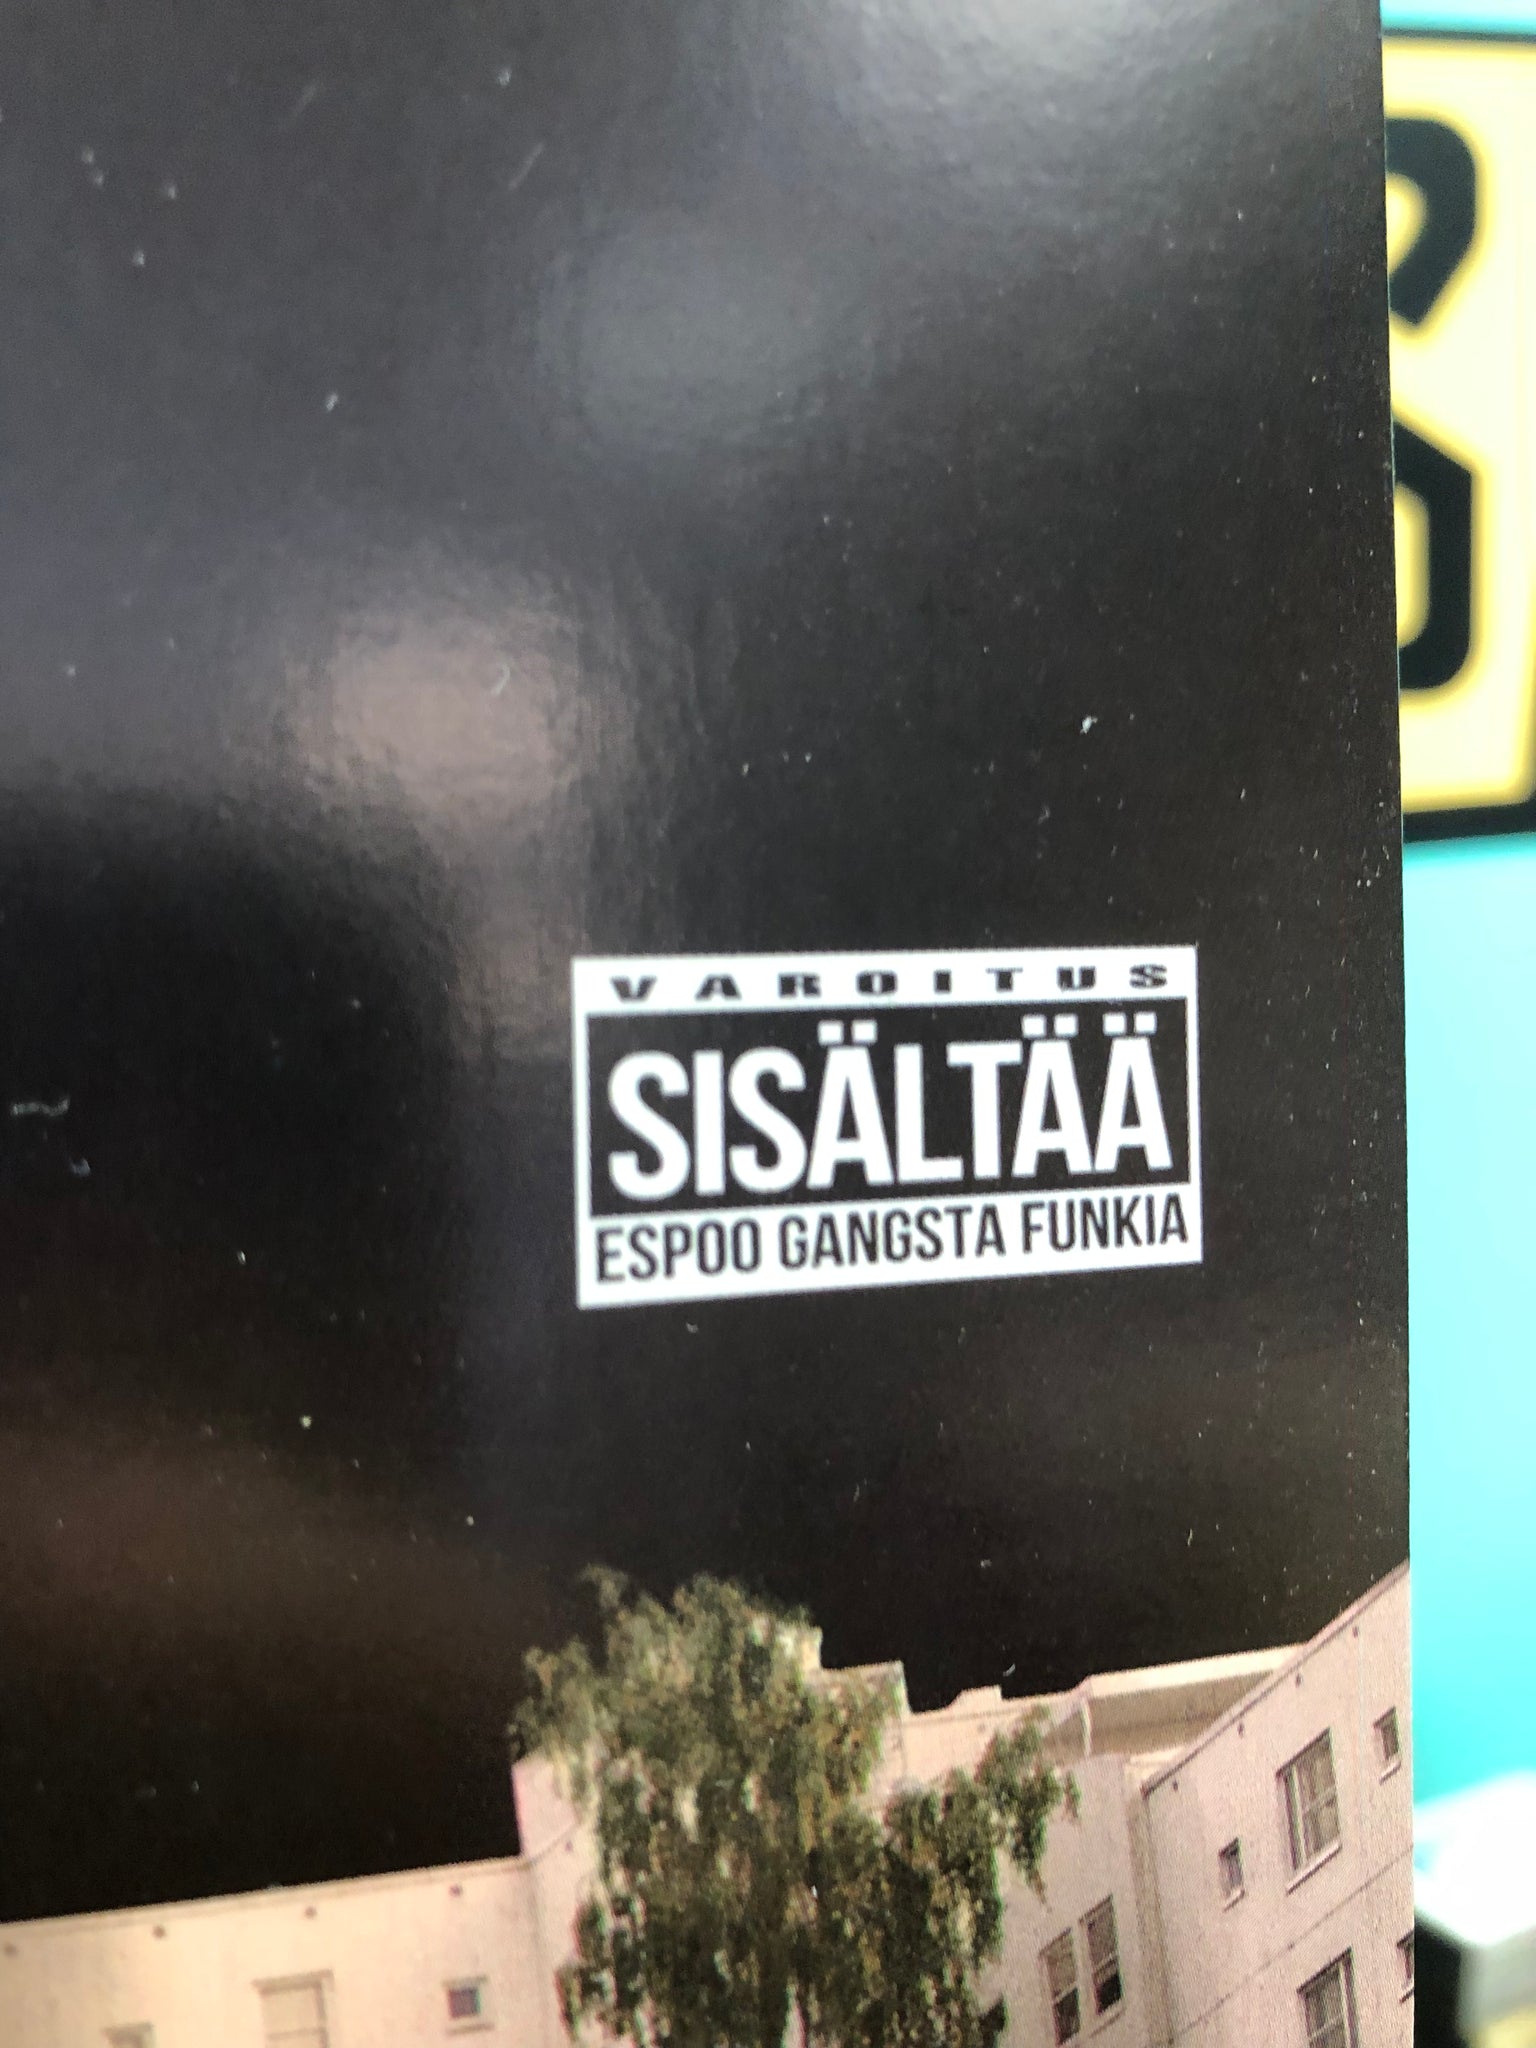 VAROITUS
SISÄLTÄÄ
ESPOO GANGSTA FUNKIA